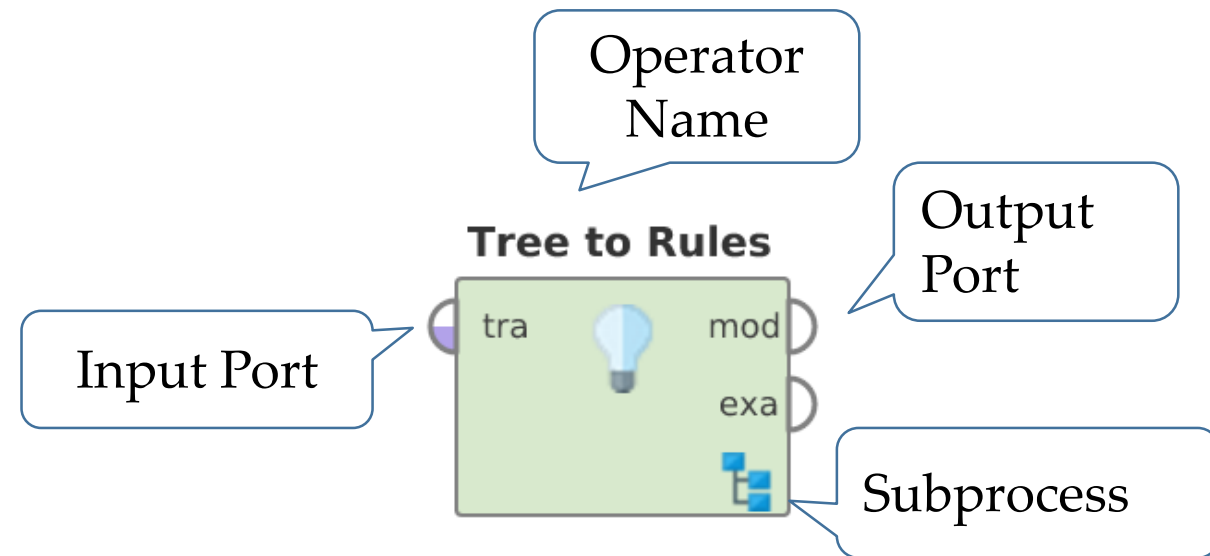 Operator
Name
Output
Port
Tree to Rules
Input Port
tra
mod
exa
Subprocess